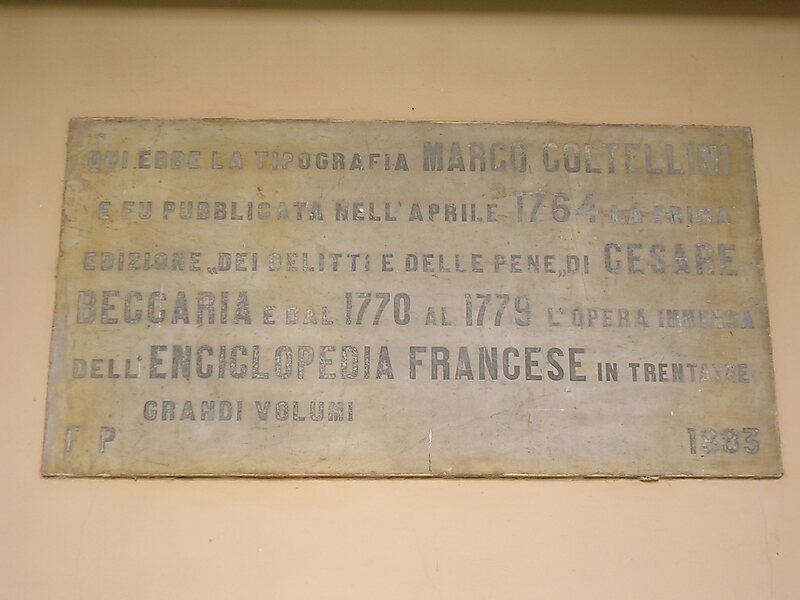 QUI EBBE LA TIPOGRAFIA MARCO COLTELLINI
E FU PUBBLICATA NELL'APRILE 1764 LA PRIMA
EDIZIONE „DEI DELITTI E DELLE PENE„ DI CESARE
BECCARIA E DAL 1770 AL 1779 L'OPERA IMMENSA
DELL'ENCICLOPEDIA FRANCESE IN TRENTATRE
GRANDI VOLUMI
F P 1883